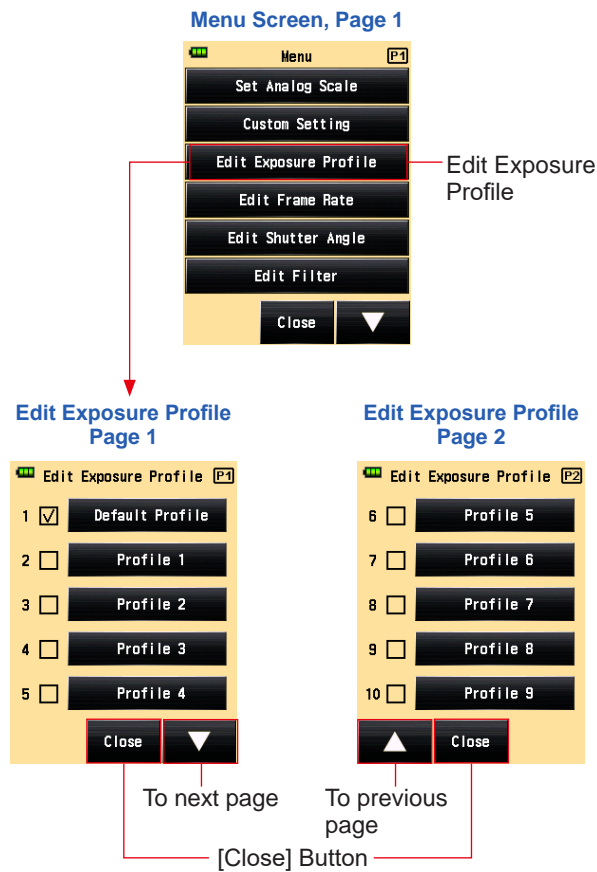 Menu Screen, Page 1
Menu P1
Set Analog Scale
Custom Setting
Edit Exposure Profile
Edit Exposure
Profile
Edit Frame Rate
Edit Shutter Angle
Edit Filter
Close
Edit Exposure Profile
Page 1
Edit Exposure Profile P1
1 Default Profile
2 Profile 1
3 Profile 2
4 Profile 3
5 Profile 4
Close
To next page
Edit Exposure Profile
Page 2
Edit Exposure Profile P2
6 Profile 5
7 Profile 6
8 Profile 7
9 Profile 8
10 Profile 9
Close
To previous
page
[Close] Button